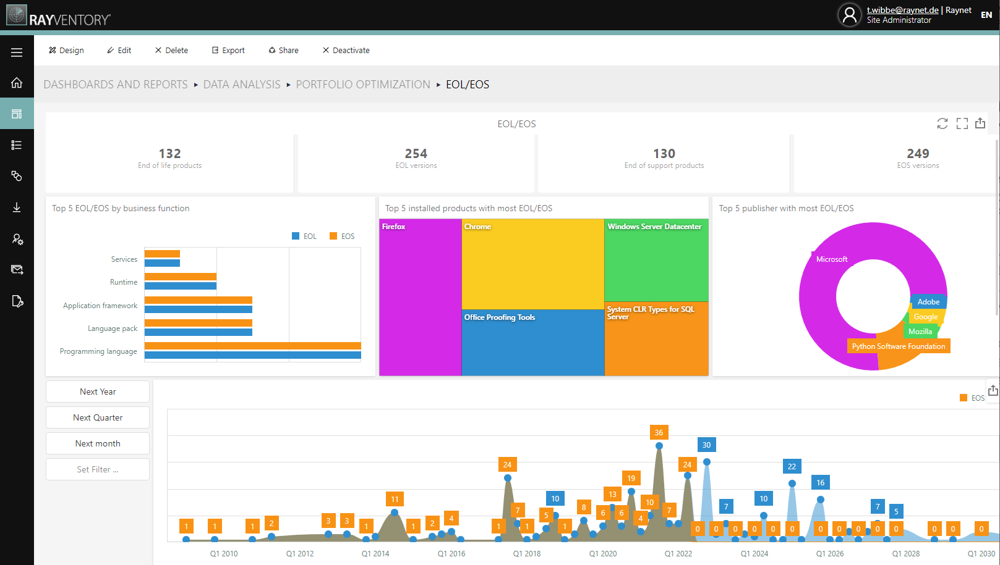 RAYVENTORY
t.wibbe@raynet.de | Raynet
Site Administrator
EN
Design
Edit
Delete
Export
Share
Deactivate
DASHBOARDS AND REPORTS ▸ DATA ANALYSIS ▸ PORTFOLIO OPTIMIZATION ▸ EOL/EOS
EOL/EOS
132
End of life products
254
EOL versions
130
End of support products
249
EOS versions
Top 5 EOL/EOS by business function
EOL
EOS
Services
Runtime
Application framework
Language pack
Programming language
Top 5 installed products with most EOL/EOS
Firefox
Chrome
Windows Server Datacenter
Office Proofing Tools
System CLR Types for SQL
Server
Top 5 publisher with most EOL/EOS
Microsoft
Adobe
Google
Mozilla
Python Software Foundation
Next Year
Next Quarter
Next month
Set Filter ...
EOS
1
1
1
2
3
3
1
11
1
2
4
1
24
7
1
5
10
1
8
6
13
6
19
4
10
36
7
24
0
30
0
7
0
0
10
0
22
0
0
16
0
0
0
7
0
5
0
0
0
Q1 2010
Q1 2012
Q1 2014
Q1 2016
Q1 2018
Q1 2020
Q1 2022
Q1 2024
Q1 2026
Q1 2028
Q1 2030